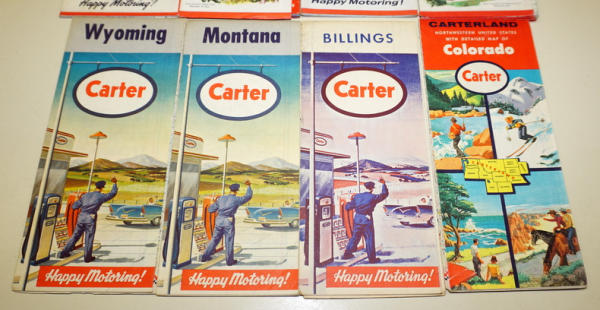 Happy Motoring!
Happy Motoring!
Wyoming
Carter
Happy Motoring!
Montana
Carter
Happy Motoring!
BILLINGS
Carter
Happy Motoring!
CARTERLAND
NORTHWESTERN UNITED STATES
WITH DETAILED MAP OF
Colorado
Carter